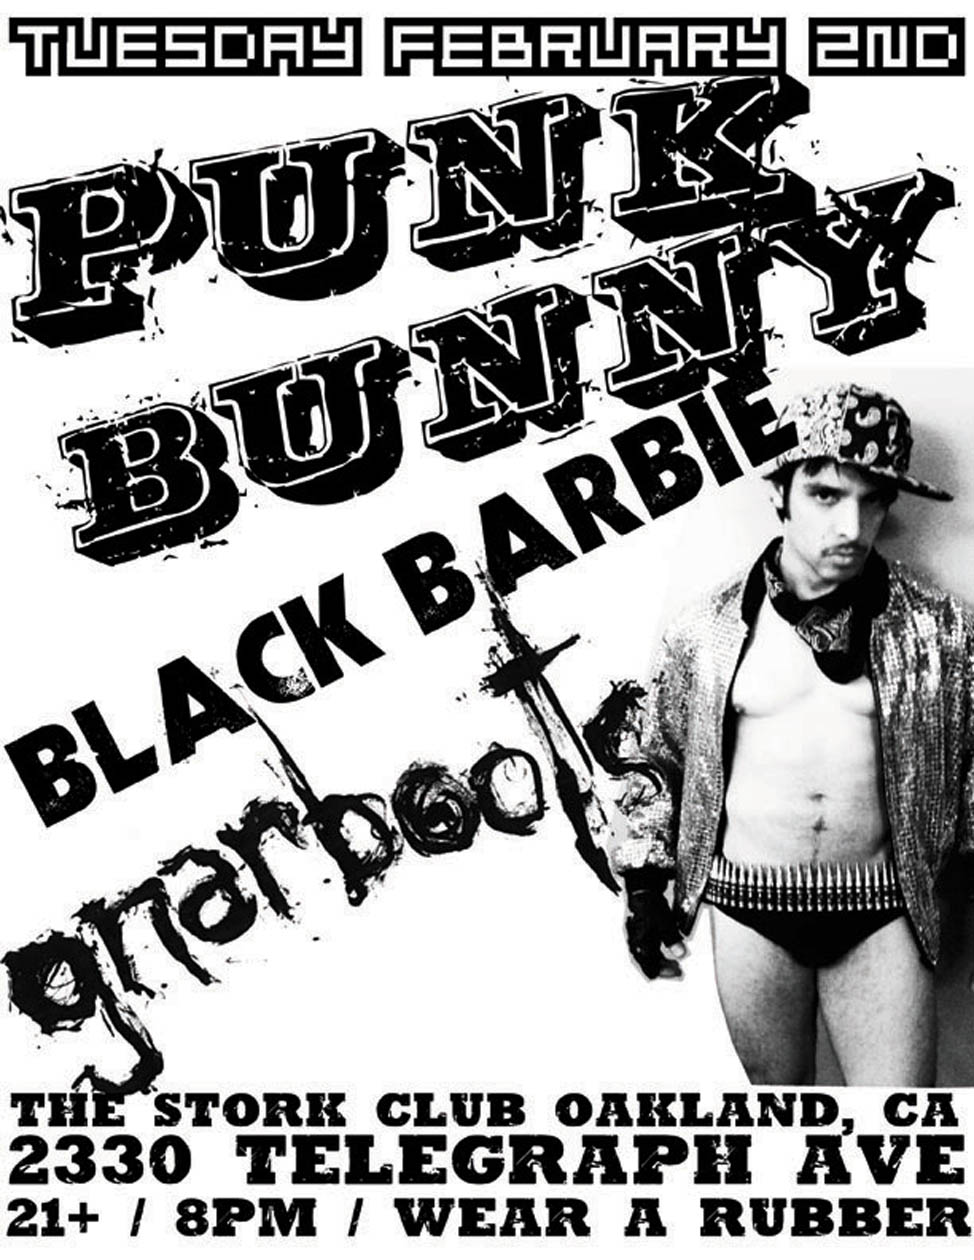 TUESDAY FEBRUARY 2ND
PUNK
BUNNY
BLACK BARBIE
gnarboots
THE STORK CLUB OAKLAND, CA
2330 TELEGRAPH AVE
21+ / 8PM / WEAR A RUBBER